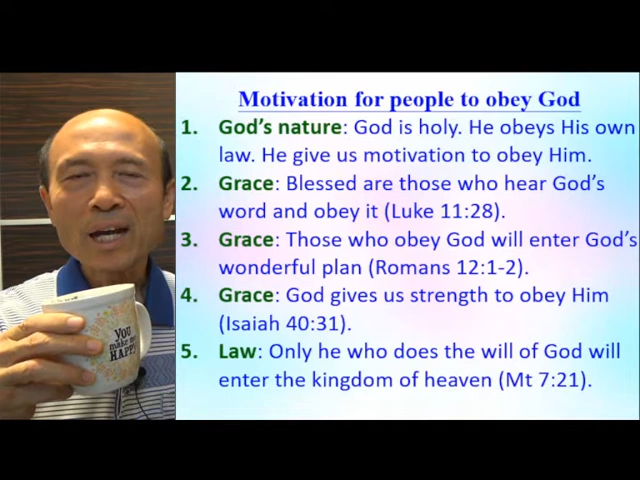 Motivation for people to obey God
1. God's nature: God is holy. He obeys His own
law. He give us motivation to obey Him.
2. Grace: Blessed are those who hear God's
word and obey it (Luke 11:28).
3. Grace: Those who obey God will enter God's
wonderful plan (Romans 12:1-2).
4. Grace: God gives us strength to obey Him
(Isaiah 40:31).
5. Law: Only he who does the will of God will
enter the kingdom of heaven (Mt 7:21).
YOU
make me
HAPPY